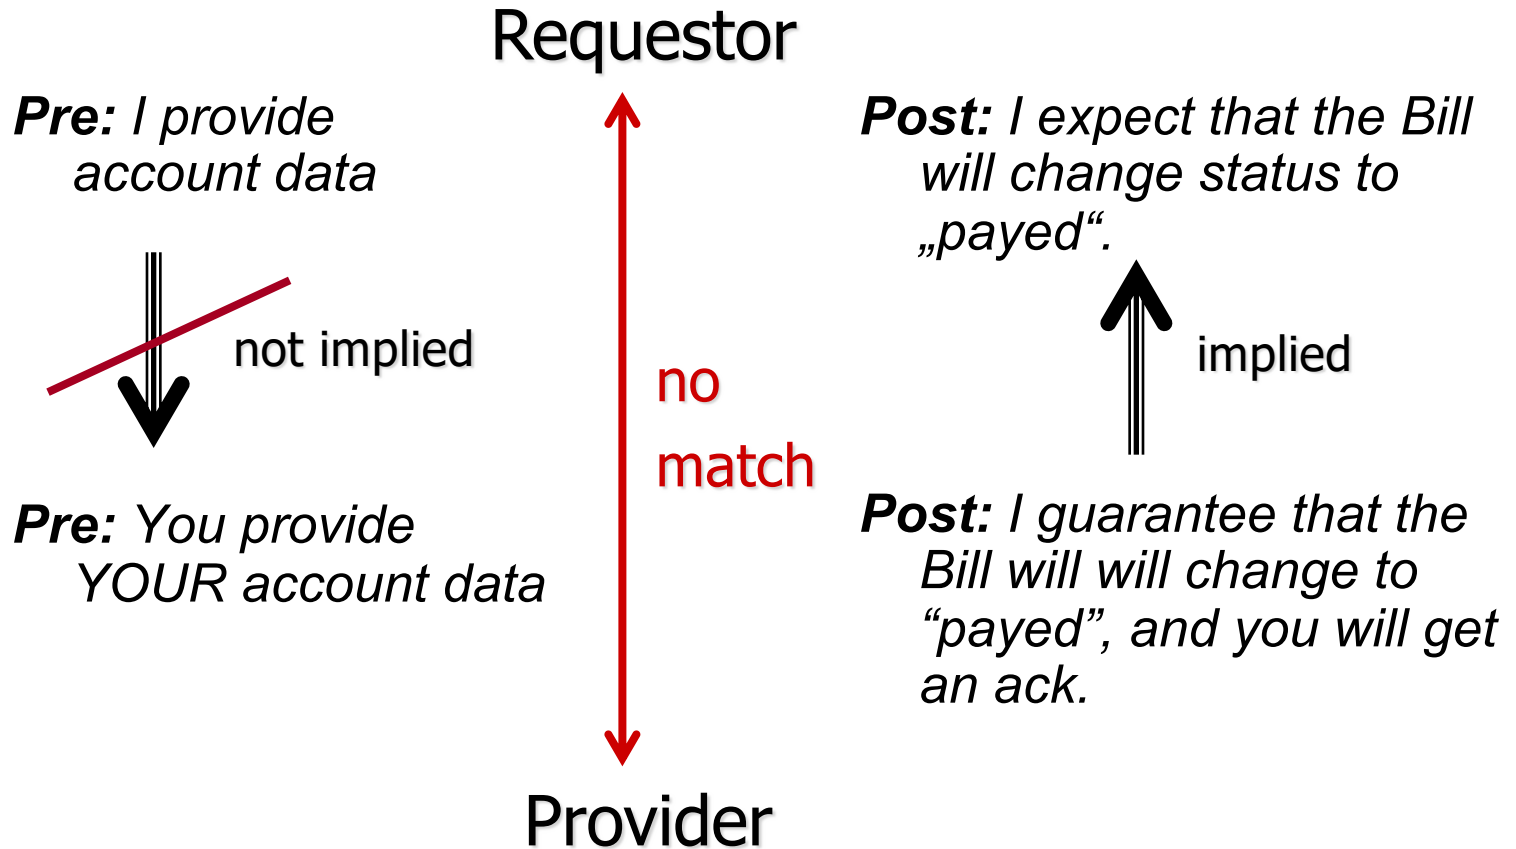 Requestor
Pre: I provide
account data
Post: I expect that the Bill
will change status to
„payed“.
not implied
implied
no
match
Pre: You provide
YOUR account data
Post: I guarantee that the
Bill will will change to
“payed”, and you will get
an ack.
Provider